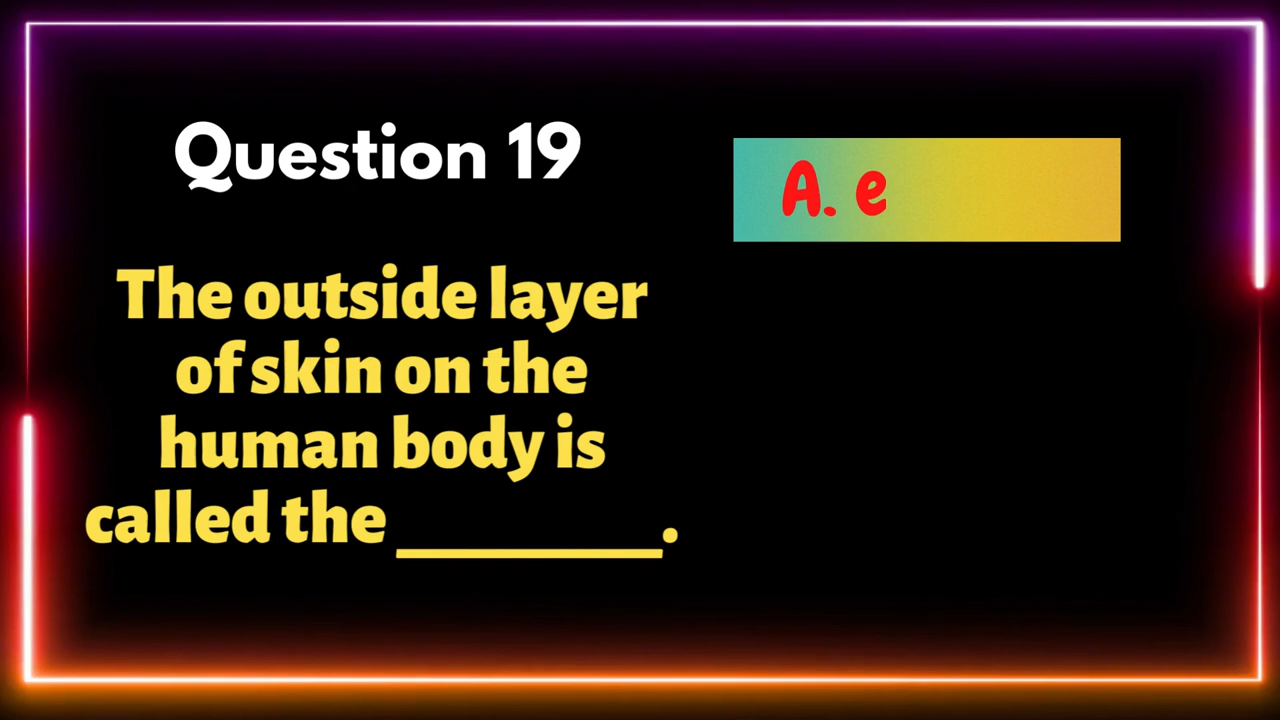 Question 19
The outside layer
of skin on the
human body is
called the ________.
A. e